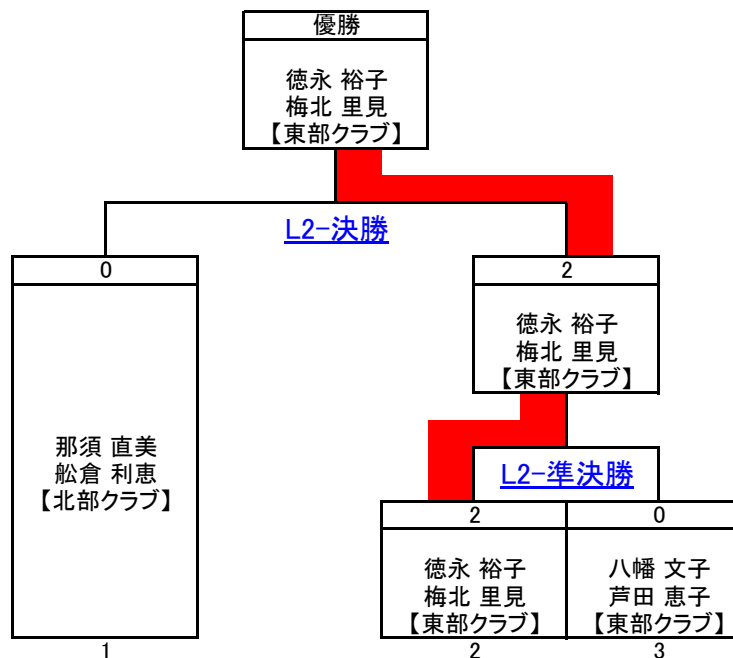 優勝
徳永 裕子
梅北 里見
【東部クラブ】
L2-決勝
0
那須 直美
舩倉 利恵
【北部クラブ】
1
2
徳永 裕子
梅北 里見
【東部クラブ】
L2-準決勝
2
徳永 裕子
梅北 里見
【東部クラブ】
2
0
八幡 文子
芦田 恵子
【東部クラブ】
3